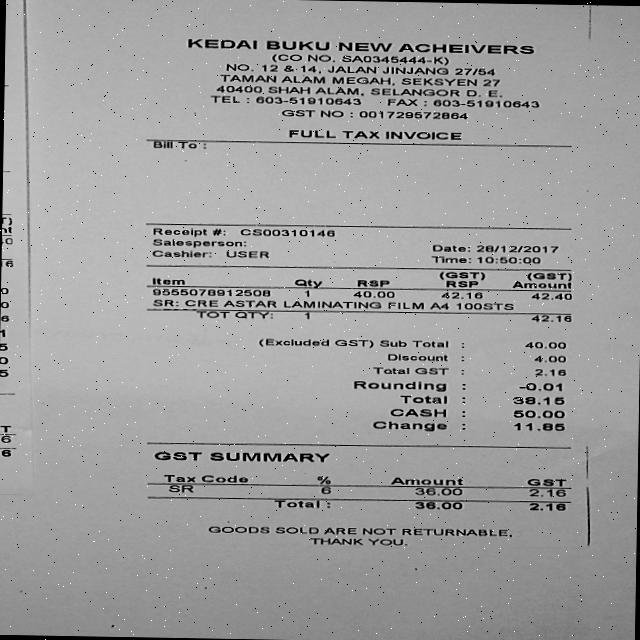 KEDAI BUKU NEW ACHEIVERS
(CO NO. SA0345444-K)
NO. 12 & 14, JALAN JINJANG 27/54
TAMAN ALAM MEGAH, SEKSYEN 27
40400 SHAH ALAM, SELANGOR D. E.
TEL : 603-51910643 FAX : 603-51910643
GST NO : 001729572864
FULL TAX INVOICE
Bill To :
Receipt #: CS00310146
Salesperson: Date: 28/12/2017
Cashier: USER Time: 10:50:00
(GST) (GST)
Item Qty RSP RSP Amount
9555078912508 1 40.00 42.16 42.40
SR: CRE ASTAR LAMINATING FILM A4 100STS
TOT QTY: 1 42.16
(Excluded GST) Sub Total : 40.00
Discount : 4.00
Total GST : 2.16
Rounding : -0.01
Total : 38.15
CASH : 50.00
Change : 11.85
GST SUMMARY
Tax Code % Amount GST
SR 6 36.00 2.16
Total : 36.00 2.16
GOODS SOLD ARE NOT RETURNABLE,
THANK YOU.